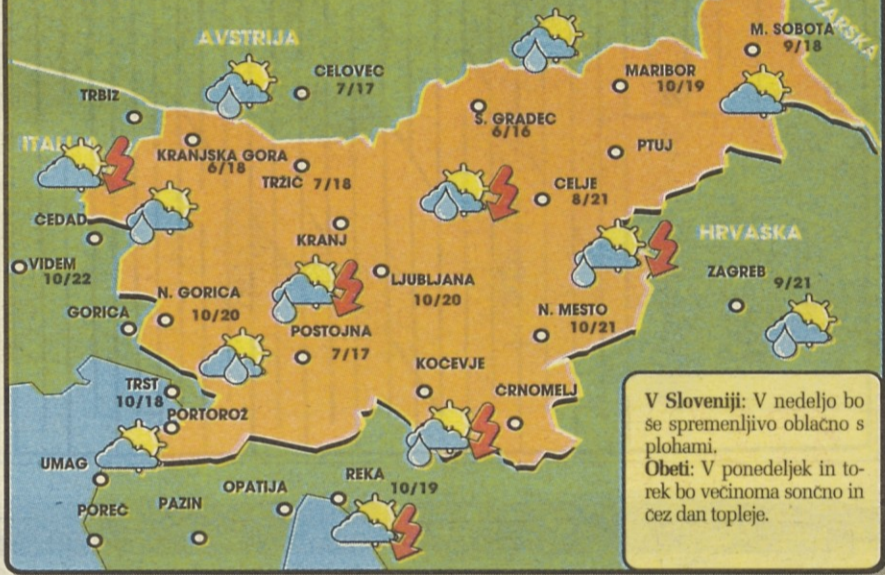 AVSTRIJA
M. SOBOTA
9/18
CELOVEC
7/17
MARIBOR
10/19
TRBIŽ
S. GRADEC
6/16
PTUJ
KRANJSKA GORA
6/18
TRŽIČ 7/18
CELJE
8/21
ČEDAD
KRANJ
HRVAŠKA
VIDEM
10/22
LJUBLJANA
10/20
ZAGREB 9/21
N. GORICA
10/20
GORICA
N. MESTO
10/21
POSTOJNA
7/17
KOČEVJE
TRST
10/18
ČRNOMELJ
PORTOROŽ
UMAG
REKA
10/19
OPATIJA
PAZIN
POREČ
V Sloveniji: V nedeljo bo
še spremenljivo oblačno s
plohami.
Obeti: V ponedeljek in to-
rek bo večinoma sončno in
čez dan topleje.